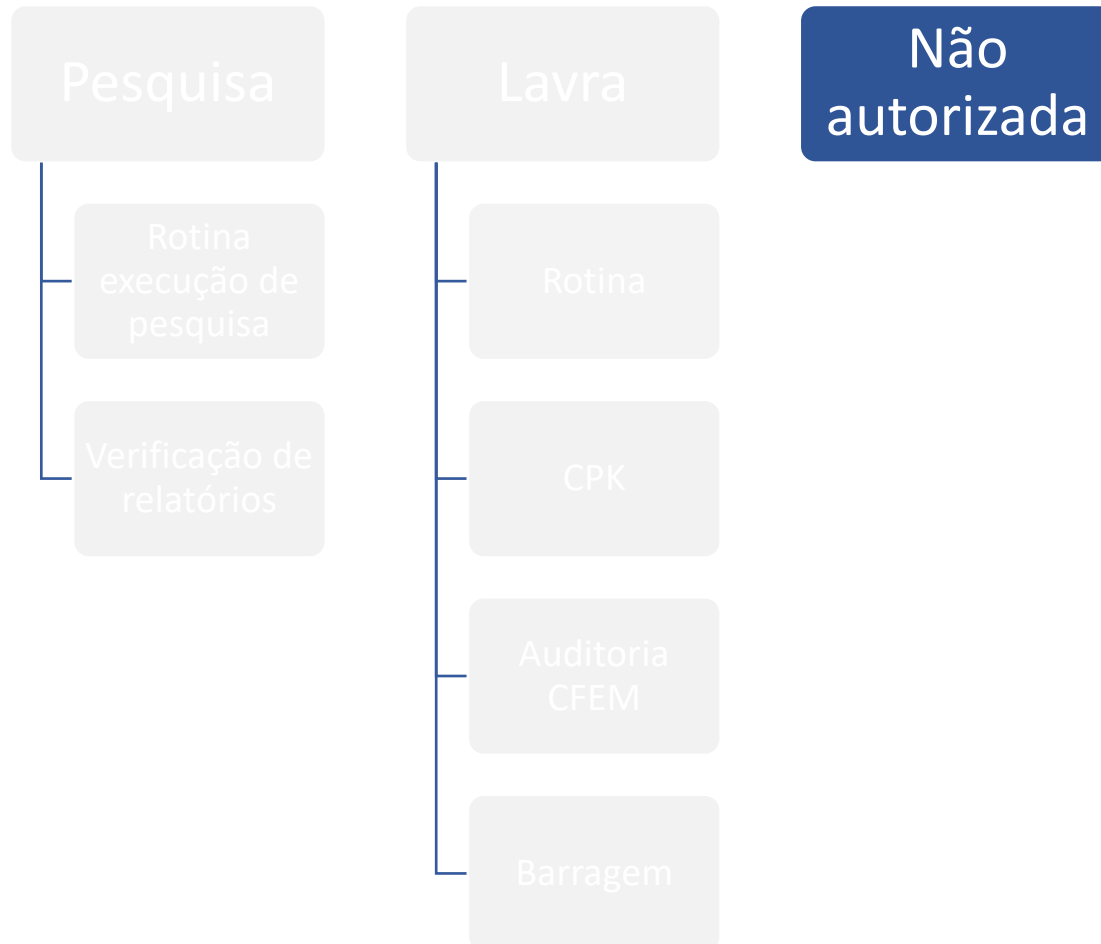 Pesquisa
Rotina
execução de
pesquisa
Verificação de
relatórios
Lavra
Rotina
CPK
Auditoria
CFEM
Barragem
Não
autorizada